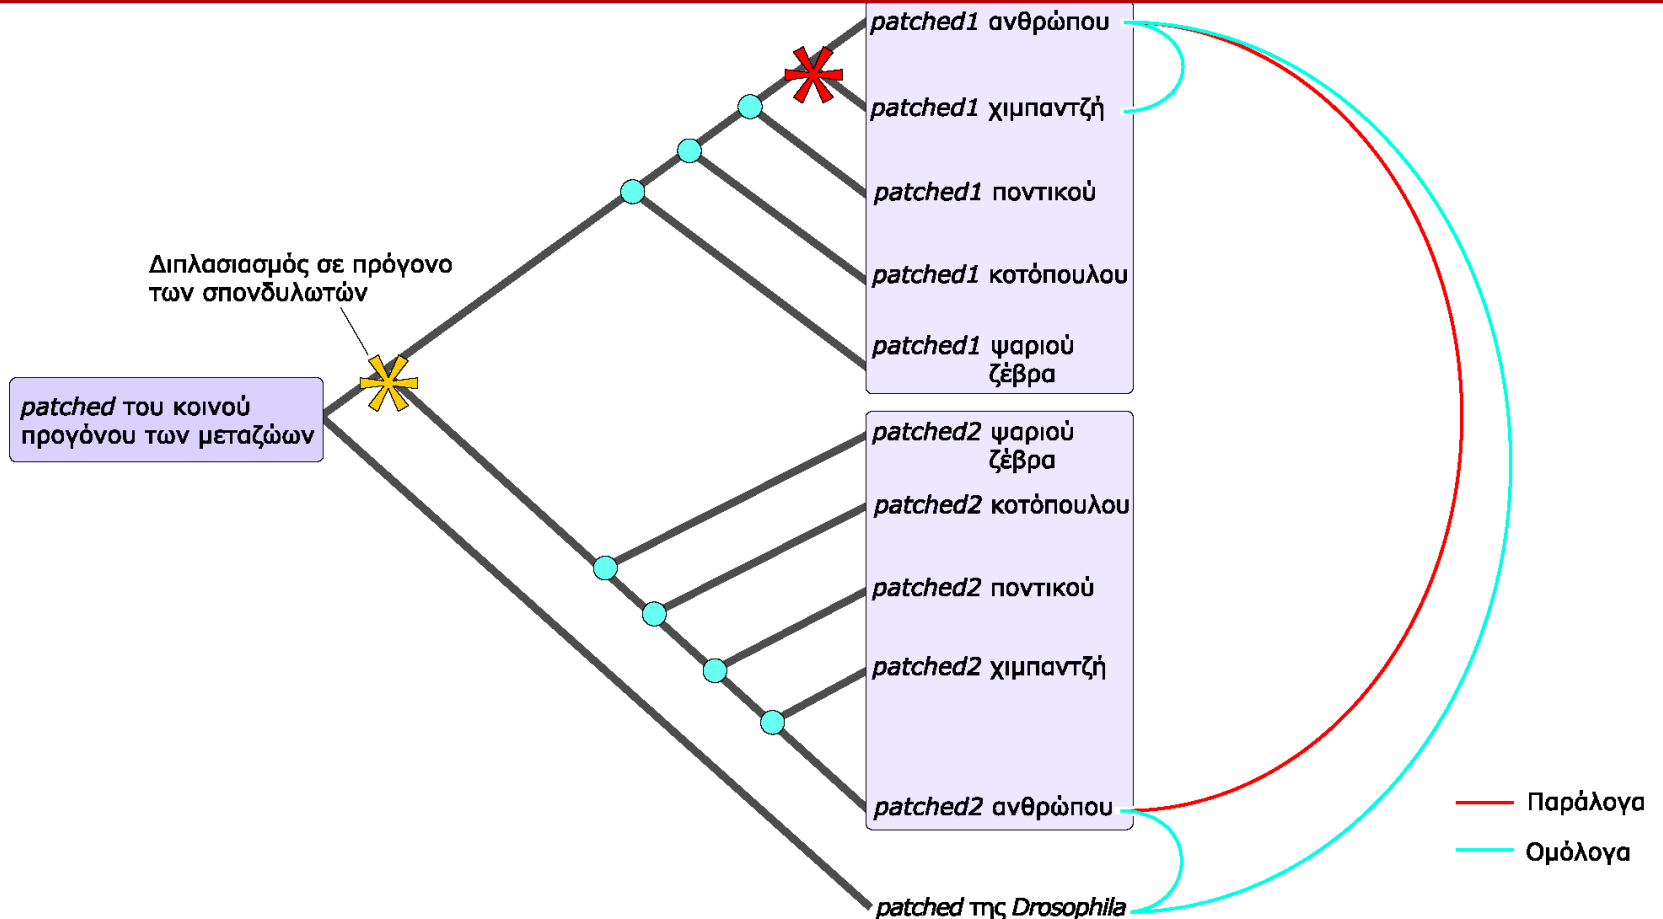 patched1 ανθρώπου
patched1 χιμπαντζή
patched1 ποντικού
patched1 κοτόπουλου
Διπλασιασμός σε πρόγονο
των σπονδυλωτών
patched1 ψαριού
ζέβρα
patched του κοινού
προγόνου των μεταζώων
patched2 ψαριού
ζέβρα
patched2 κοτόπουλου
patched2 ποντικού
patched2 χιμπαντζή
patched2 ανθρώπου
Παράλογα
Ομόλογα
patched της Drosophila